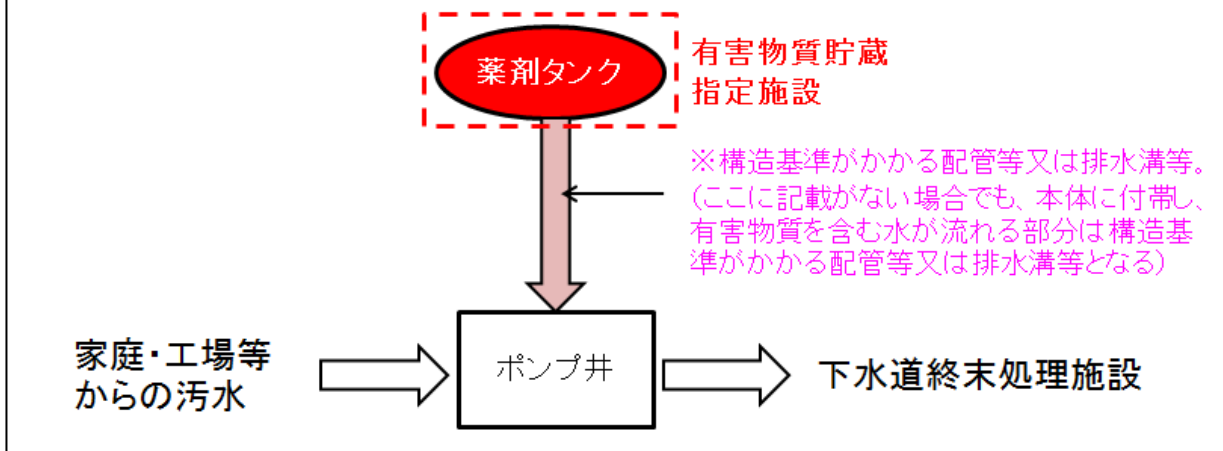 薬剤タンク
有害物質貯蔵
指定施設
※構造基準がかかる配管等又は排水溝等。
(ここに記載がない場合でも、本体に付帯し、
有害物質を含む水が流れる部分は構造基
準がかかる配管等又は排水溝等となる)
家庭・工場等
からの汚水
ポンプ井
下水道終末処理施設